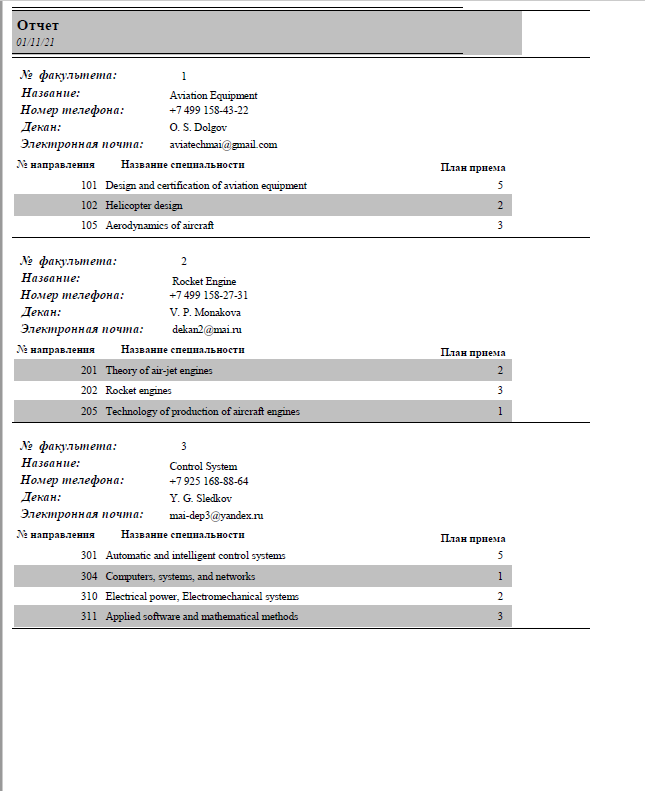 Отчет
01/11/21
№ факультета: 1
Название: Aviation Equipment
Номер телефона: +7 499 158-43-22
Декан: O. S. Dolgov
Электронная почта: aviatechmai@gmail.com
№ направления Название специальности План приема
101 Design and certification of aviation equipment 5
102 Helicopter design 2
105 Aerodynamics of aircraft 3
№ факультета: 2
Название: Rocket Engine
Номер телефона: +7 499 158-27-31
Декан: V. P. Monakova
Электронная почта: dekan2@mai.ru
№ направления Название специальности План приема
201 Theory of air-jet engines 2
202 Rocket engines 3
205 Technology of production of aircraft engines 1
№ факультета: 3
Название: Control System
Номер телефона: +7 925 168-88-64
Декан: Y. G. Sledkov
Электронная почта: mai-dep3@yandex.ru
№ направления Название специальности План приема
301 Automatic and intelligent control systems 5
304 Computers, systems, and networks 1
310 Electrical power, Electromechanical systems 2
311 Applied software and mathematical methods 3